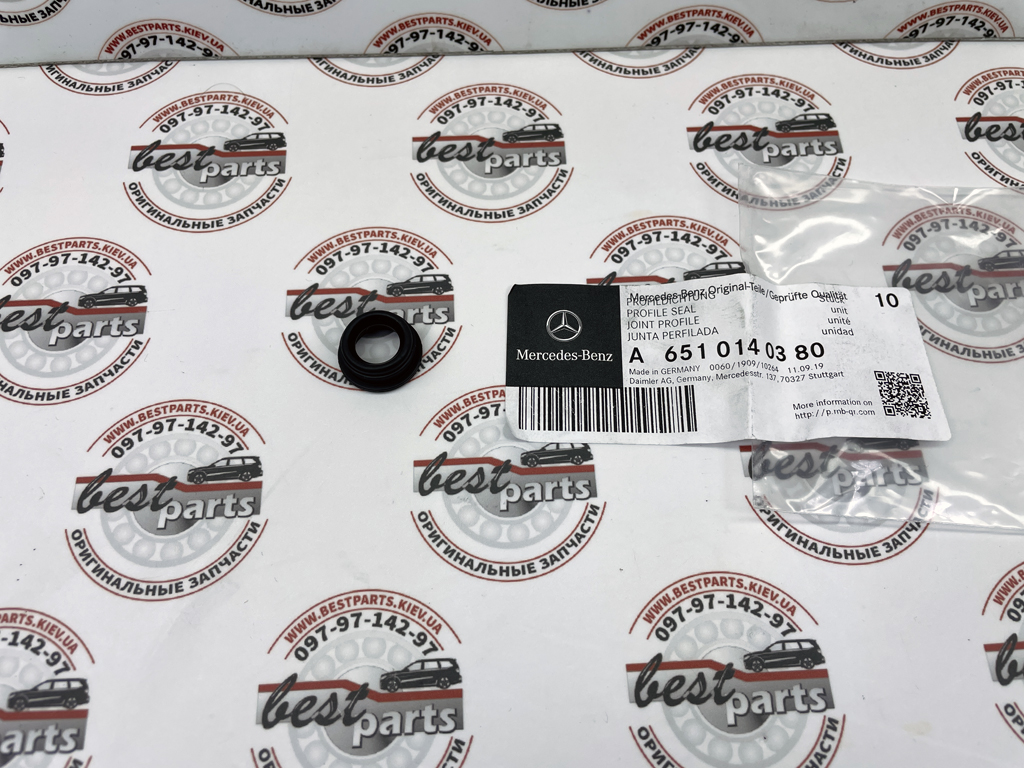 WWW.BESTPARTS.KIEV.UA
097-97-142-97
best parts
ОРИГИНАЛЬНЫЕ ЗАПЧАСТИ
Mercedes-Benz Original-Teile/Geprüfte Qualität
PROFILDICHTUNG
PROFILE SEAL
JOINT PROFILE
JUNTA PERFILADA
Stück
unit
unité
unidad
10
Mercedes-Benz
A 651 014 03 80
Made in GERMANY 0060/1909/10264 11.09.19
Daimler AG, Germany, Mercedesstr. 137,70327 Stuttgart
More information on
http://p.mb-qr.com